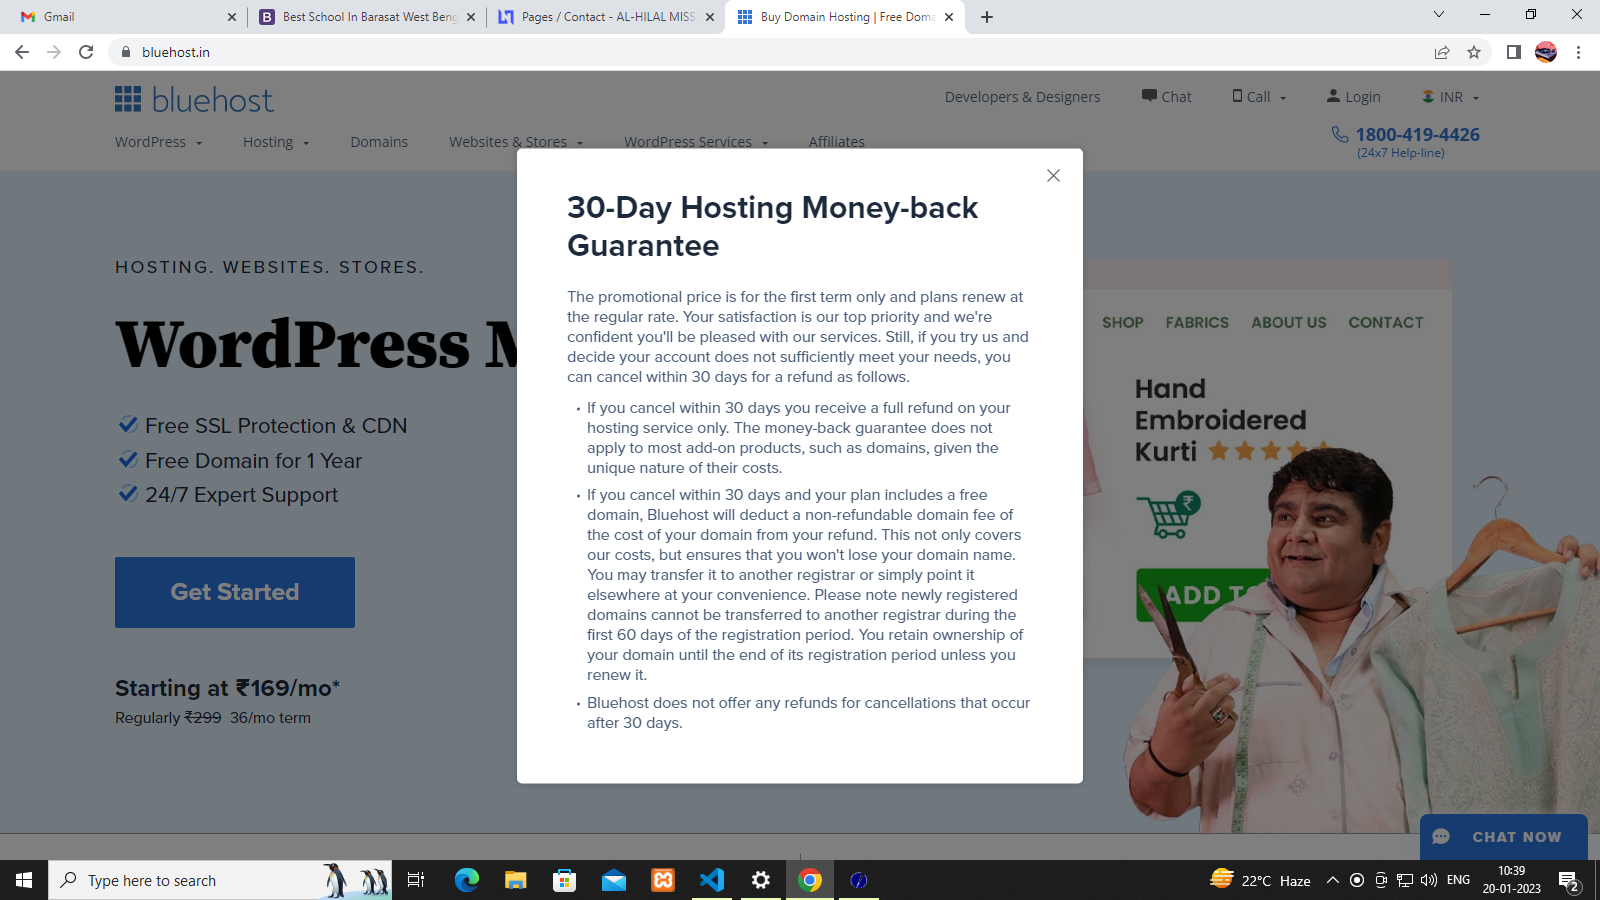 Gmail
Best School In Barasat West Beng
Pages / Contact - AL-HILAL MISS
Buy Domain Hosting | Free Doma
bluehost.in
bluehost
Developers & Designers
Chat
Call
Login
INR
WordPress
Hosting
Domains
Websites & Stores
WordPress Services
Affiliates
1800-419-4426
(24x7 Help-line)
HOSTING. WEBSITES. STORES.
WordPress M
Free SSL Protection & CDN
Free Domain for 1 Year
24/7 Expert Support
Get Started
Starting at ₹169/mo*
Regularly ₹299 36/mo term
30-Day Hosting Money-back
Guarantee
The promotional price is for the first term only and plans renew at
the regular rate. Your satisfaction is our top priority and we're
confident you'll be pleased with our services. Still, if you try us and
decide your account does not sufficiently meet your needs, you
can cancel within 30 days for a refund as follows.
• If you cancel within 30 days you receive a full refund on your
hosting service only. The money-back guarantee does not
apply to most add-on products, such as domains, given the
unique nature of their costs.
• If you cancel within 30 days and your plan includes a free
domain, Bluehost will deduct a non-refundable domain fee of
the cost of your domain from your refund. This not only covers
our costs, but ensures that you won't lose your domain name.
You may transfer it to another registrar or simply point it
elsewhere at your convenience. Please note newly registered
domains cannot be transferred to another registrar during the
first 60 days of the registration period. You retain ownership of
your domain until the end of its registration period unless you
renew it.
• Bluehost does not offer any refunds for cancellations that occur
after 30 days.
SHOP FABRICS ABOUT US CONTACT
Hand
Embroidered
Kurti
₹
ADD TO
CHAT NOW
Type here to search
22°C Haze
ENG
10:39
20-01-2023
2